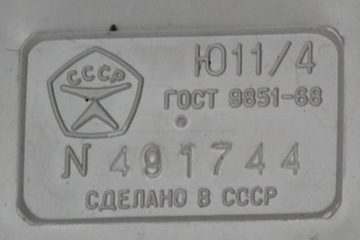 СССР
Ю11/4
ГОСТ 9851-68
N 491744
СДЕЛАНО В СССР